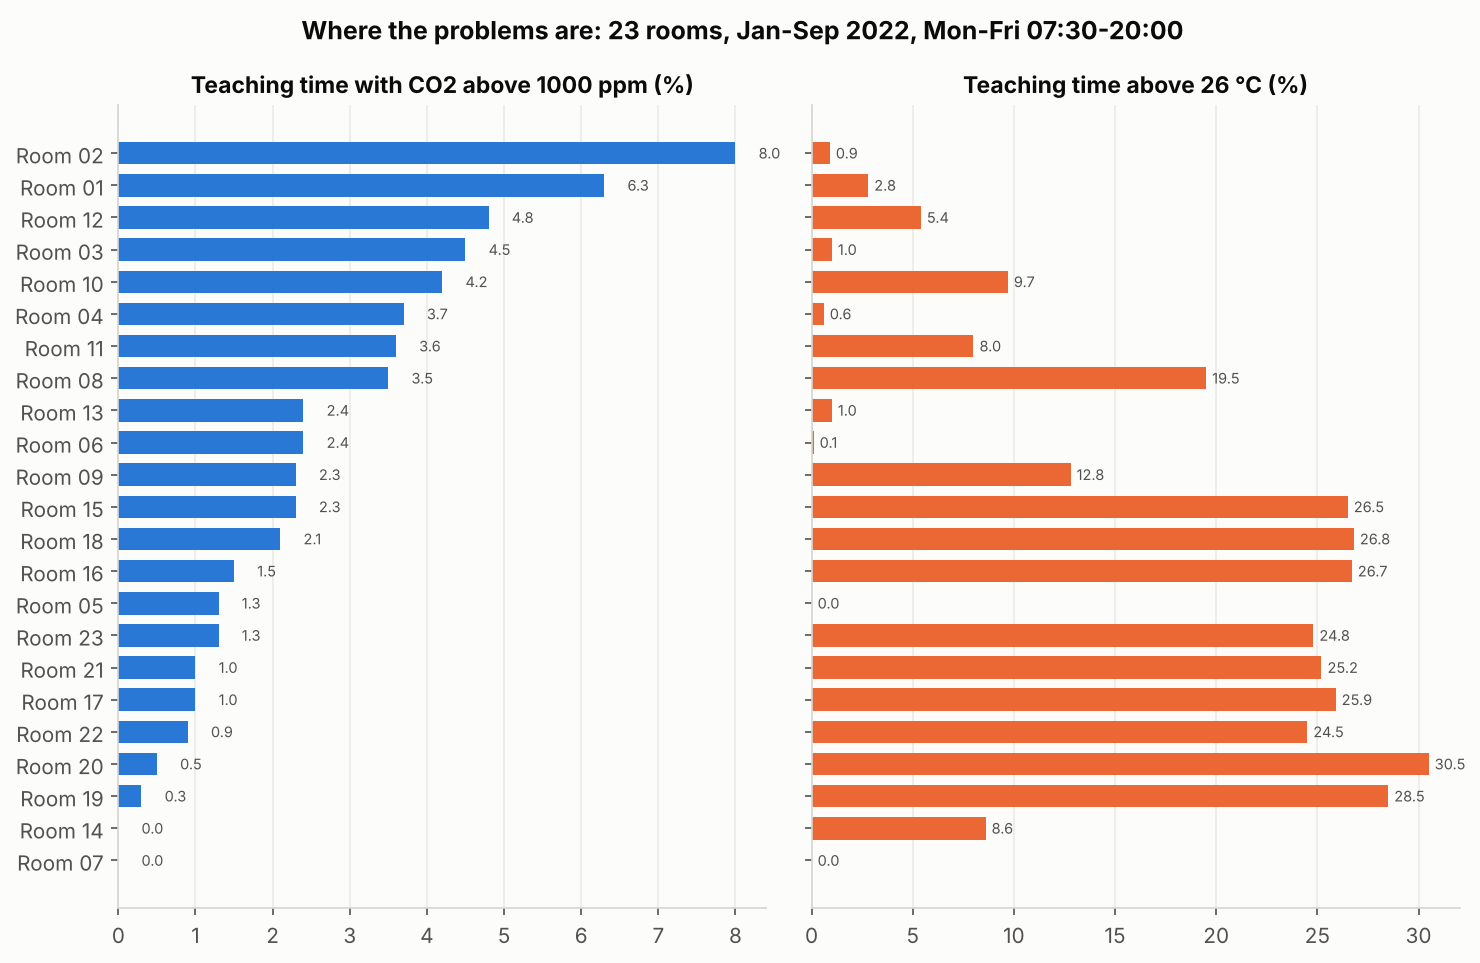 Where the problems are: 23 rooms, Jan-Sep 2022, Mon-Fri 07:30-20:00
Teaching time with CO2 above 1000 ppm (%)
Teaching time above 26 °C (%)
Room 02 8.0 0.9
Room 01 6.3 2.8
Room 12 4.8 5.4
Room 03 4.5 1.0
Room 10 4.2 9.7
Room 04 3.7 0.6
Room 11 3.6 8.0
Room 08 3.5 19.5
Room 13 2.4 1.0
Room 06 2.4 0.1
Room 09 2.3 12.8
Room 15 2.3 26.5
Room 18 2.1 26.8
Room 16 1.5 26.7
Room 05 1.3 0.0
Room 23 1.3 24.8
Room 21 1.0 25.2
Room 17 1.0 25.9
Room 22 0.9 24.5
Room 20 0.5 30.5
Room 19 0.3 28.5
Room 14 0.0 8.6
Room 07 0.0 0.0
0 1 2 3 4 5 6 7 8
0 5 10 15 20 25 30